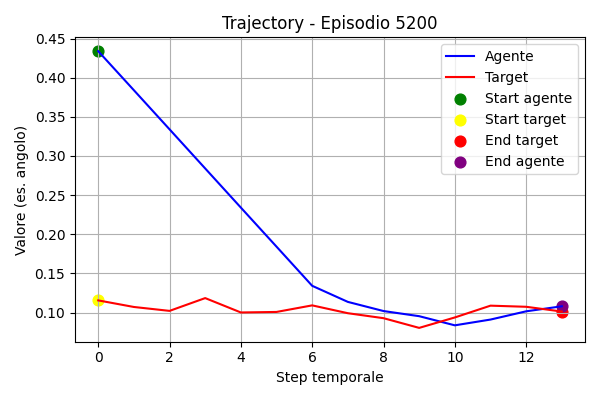 Trajectory - Episodio 5200
Valore (es. angolo)
0.45
0.40
0.35
0.30
0.25
0.20
0.15
0.10
Agente
Target
Start agente
Start target
End target
End agente
0 2 4 6 8 10 12
Step temporale